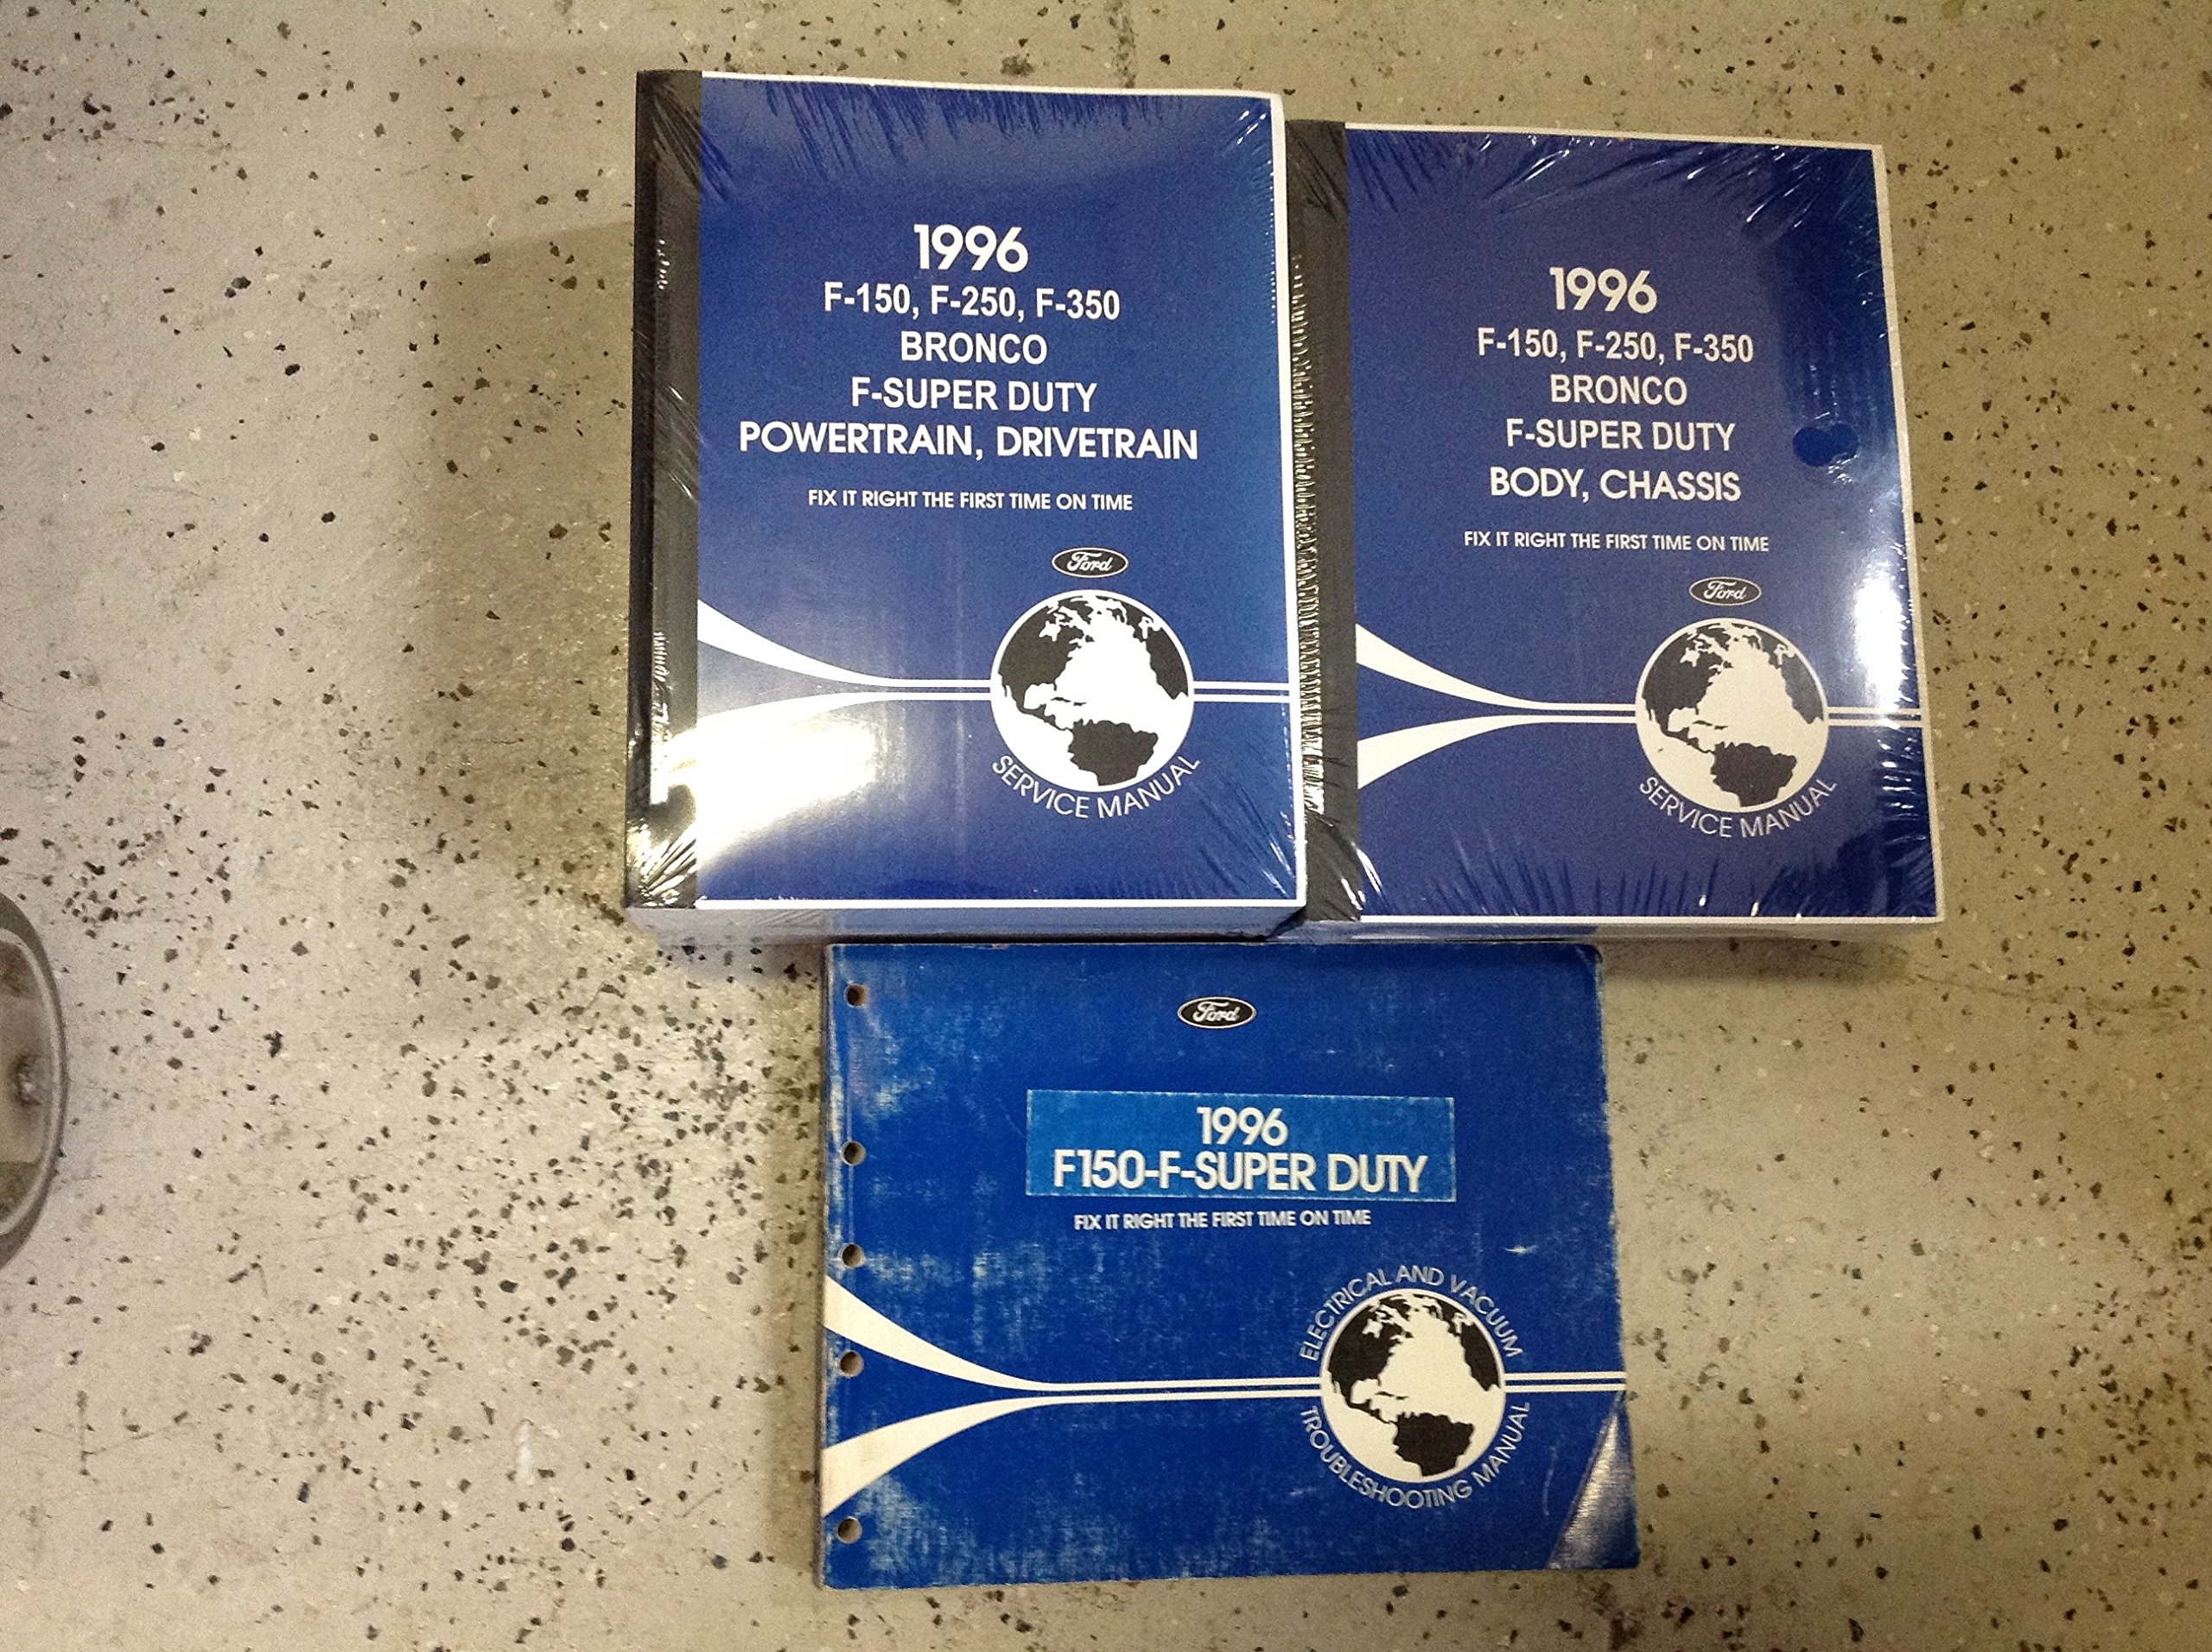 1996
F-150, F-250, F-350
BRONCO
F-SUPER DUTY
POWERTRAIN, DRIVETRAIN
FIX IT RIGHT THE FIRST TIME ON TIME
Ford
SERVICE MANUAL
1996
F-150, F-250, F-350
BRONCO
F-SUPER DUTY
BODY, CHASSIS
FIX IT RIGHT THE FIRST TIME ON TIME
Ford
SERVICE MANUAL
Ford
1996
F150-F-SUPER DUTY
FIX IT RIGHT THE FIRST TIME ON TIME
ELECTRICAL AND VACUUM
TROUBLESHOOTING MANUAL